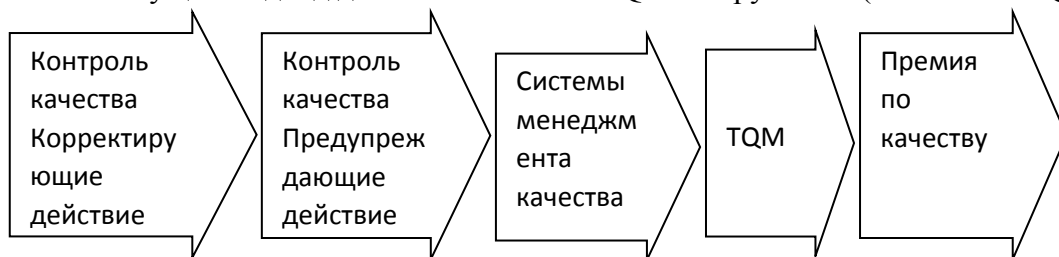 Контроль
качества
Корректиру
ющие
действие
Контроль
качества
Предупреж
дающие
действие
Системы
менеджм
ента
качества
TQM
Премия
по
качеству